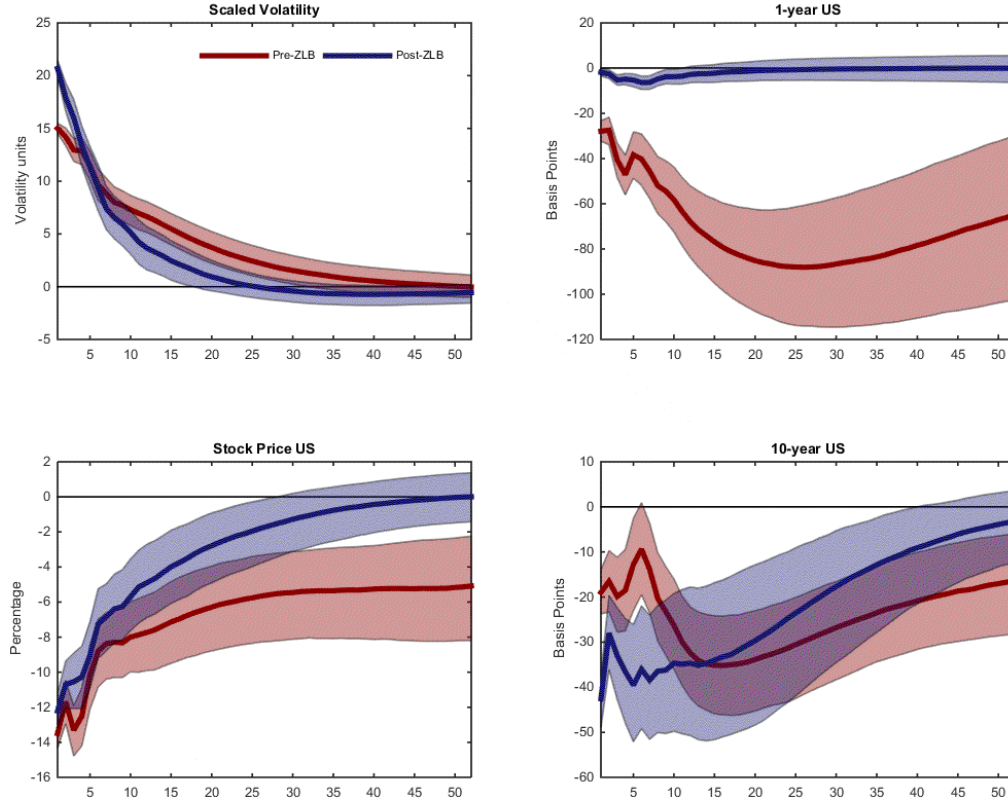 Scaled Volatility
25
20
15
10
5
0
-5
Volatility units
Pre-ZLB
Post-ZLB
5 10 15 20 25 30 35 40 45 50
1-year US
20
0
-20
-40
-60
-80
-100
-120
Basis Points
5 10 15 20 25 30 35 40 45 50
Stock Price US
2
0
-2
-4
-6
-8
-10
-12
-14
-16
Percentage
5 10 15 20 25 30 35 40 45 50
10-year US
10
0
-10
-20
-30
-40
-50
-60
Basis Points
5 10 15 20 25 30 35 40 45 50